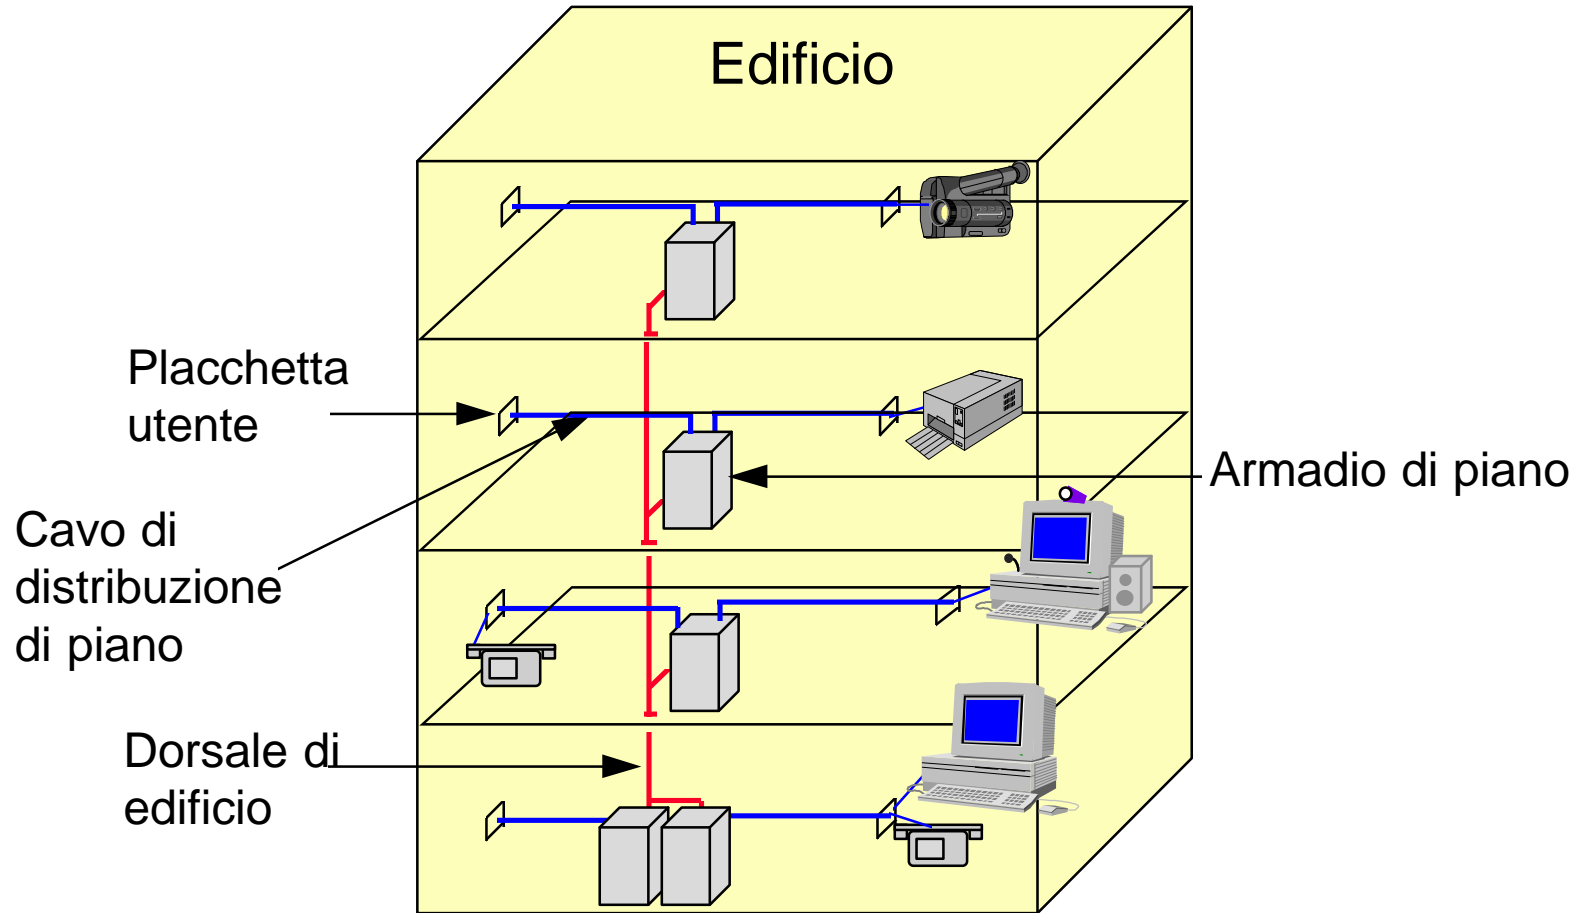 Edificio
Placchetta
utente
Armadio di piano
Cavo di
distribuzione
di piano
Dorsale di
edificio